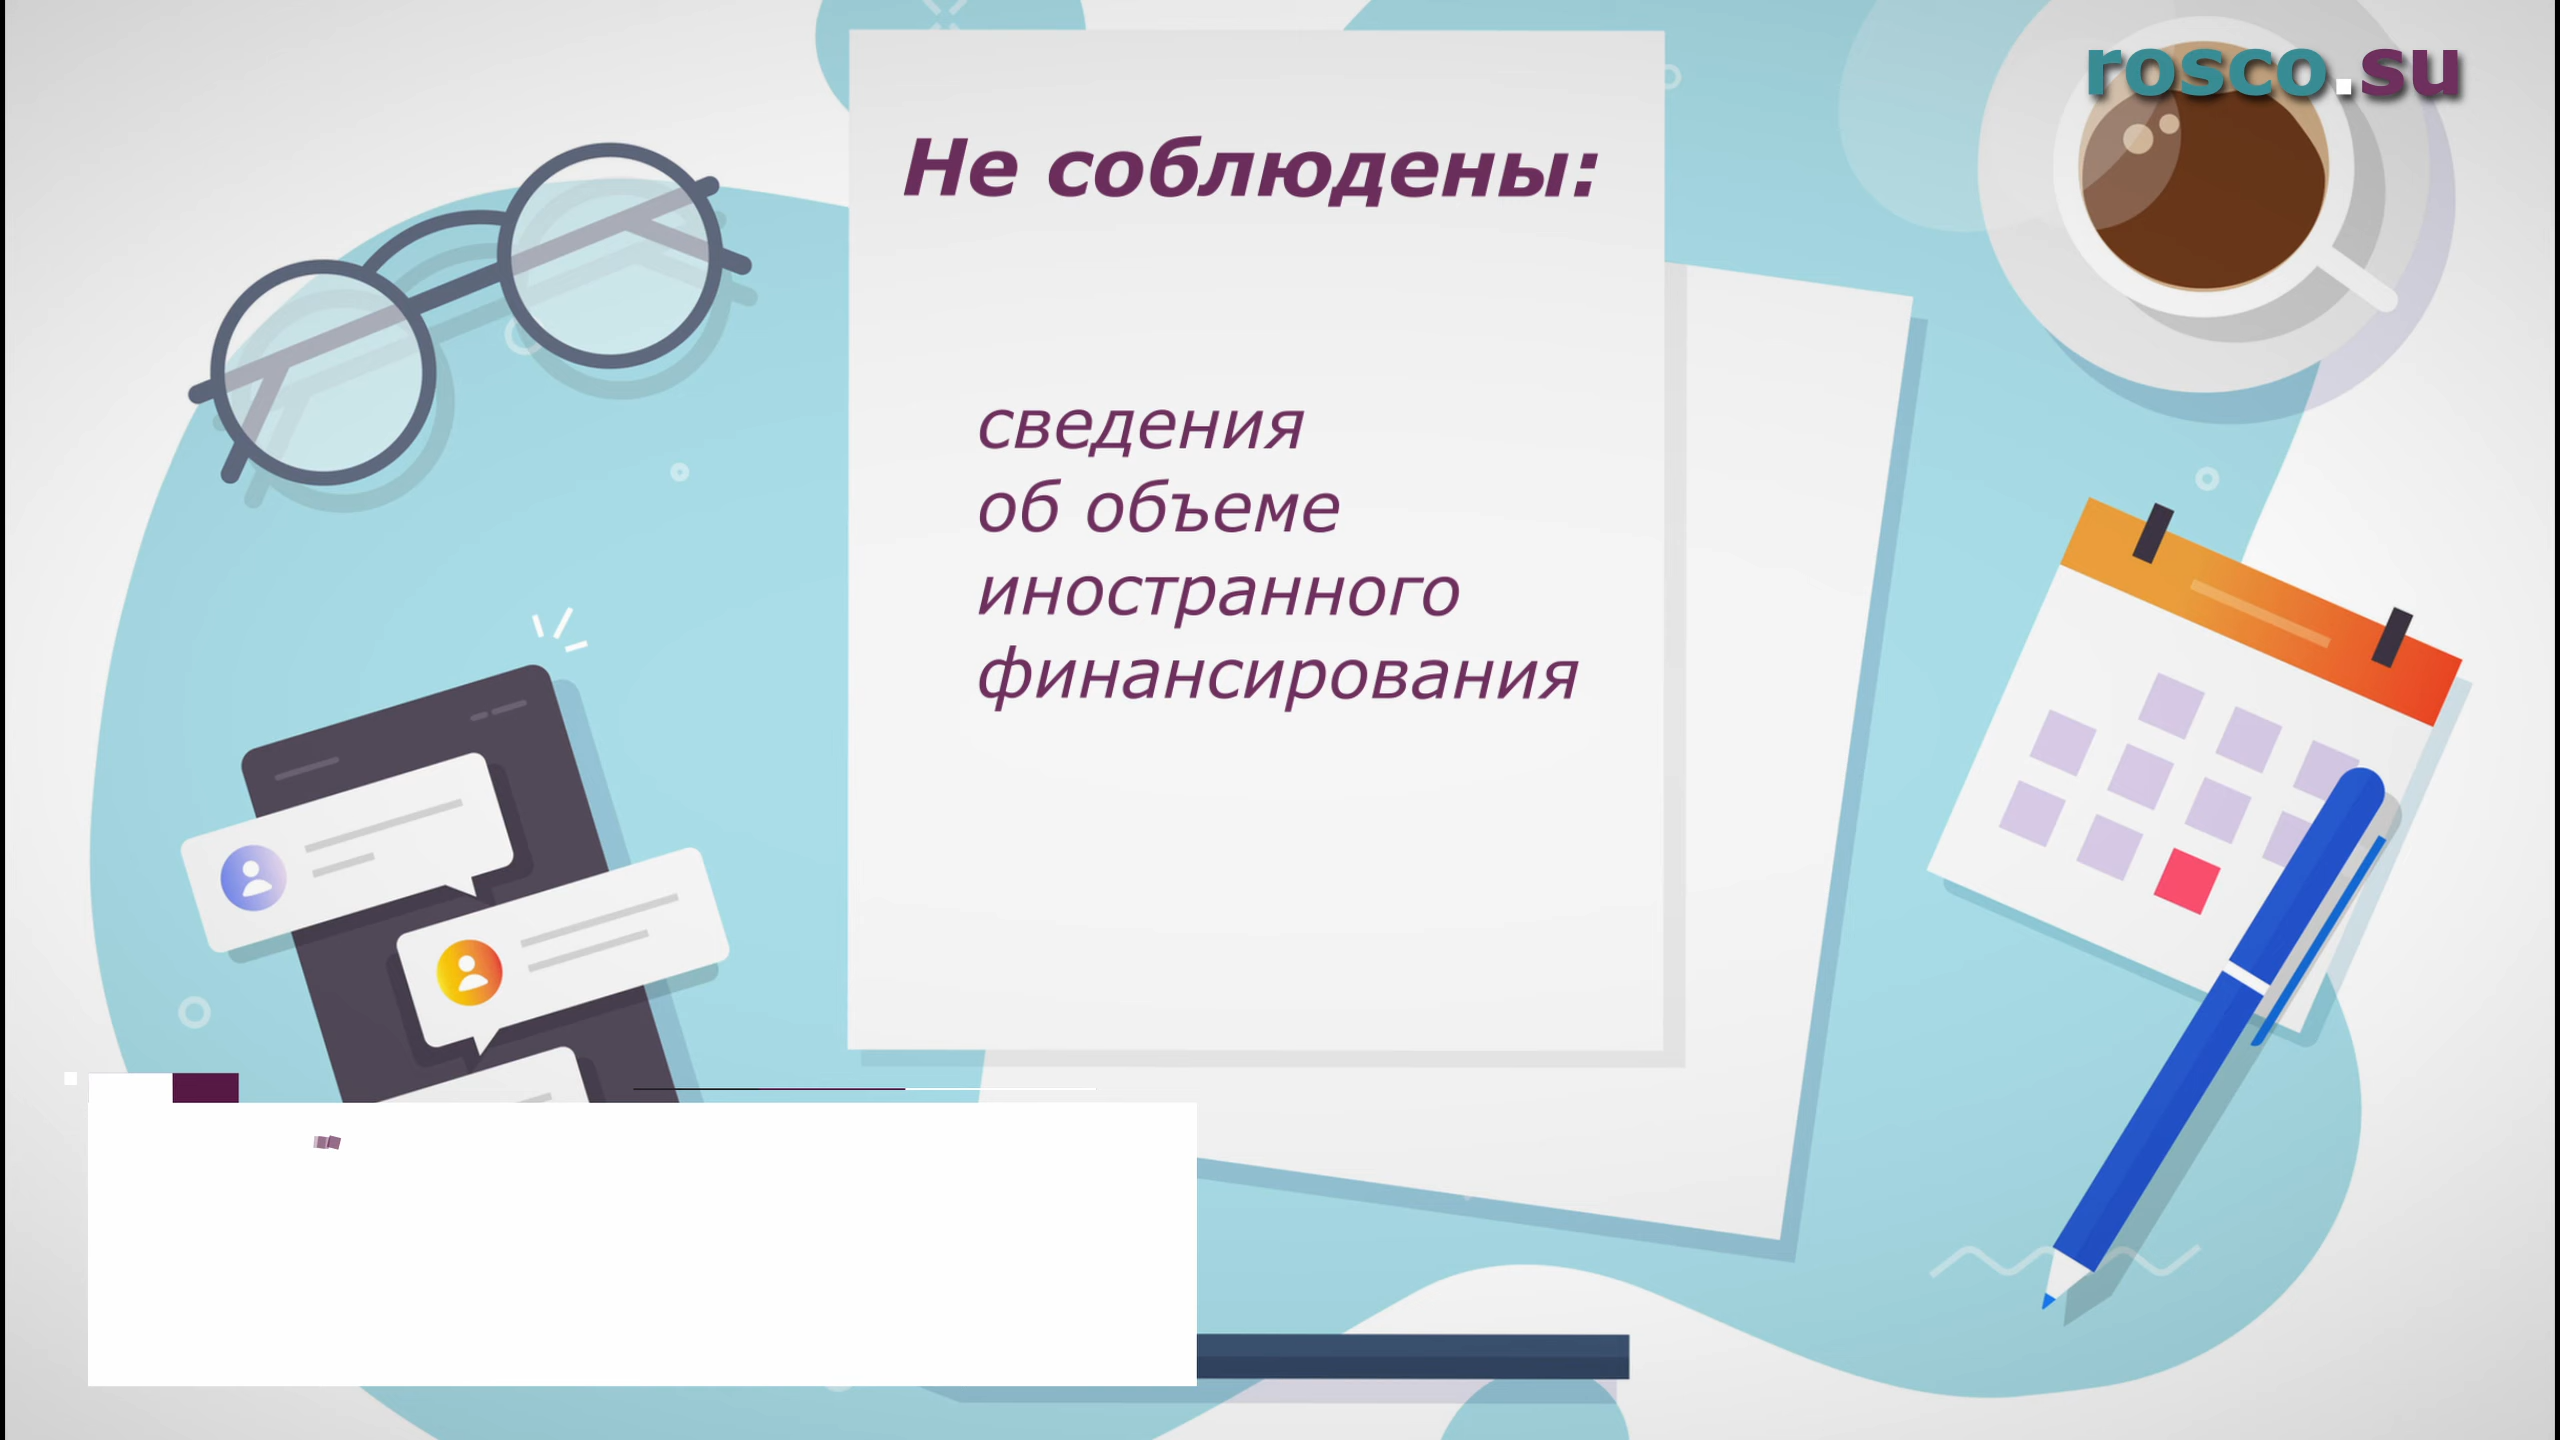 rosco.su
Не соблюдены:
сведения
об объеме
иностранного
финансирования